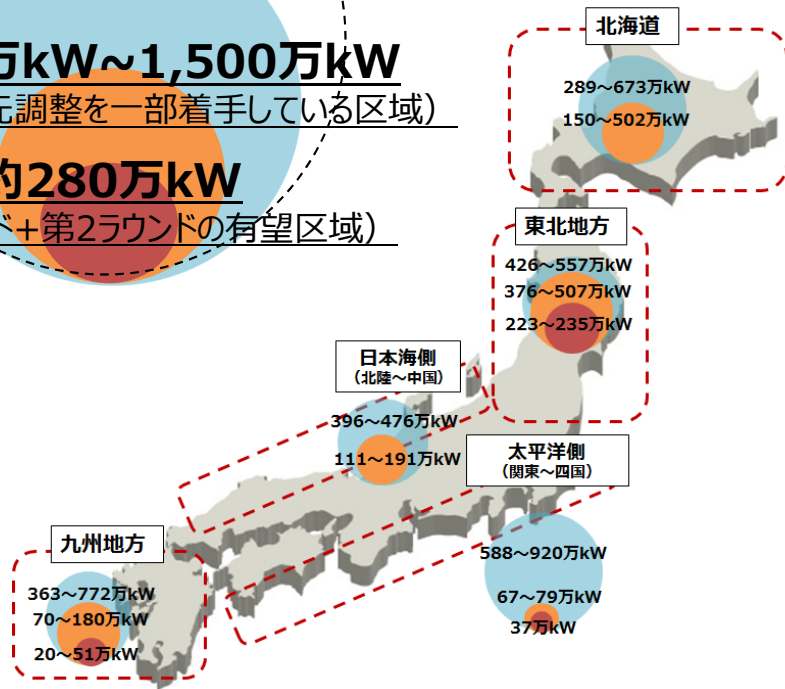 万kW~1,500万kW
元調整を一部着手している区域）
約280万kW
ド+第2ラウンドの有望区域）
北海道
289～673万kW
150～502万kW
東北地方
426～557万kW
376～507万kW
223～235万kW
日本海側
（北陸～中国）
396～476万kW
111～191万kW
太平洋側
（関東～四国）
588～920万kW
67～79万kW
37万kW
九州地方
363～772万kW
70～180万kW
20～51万kW